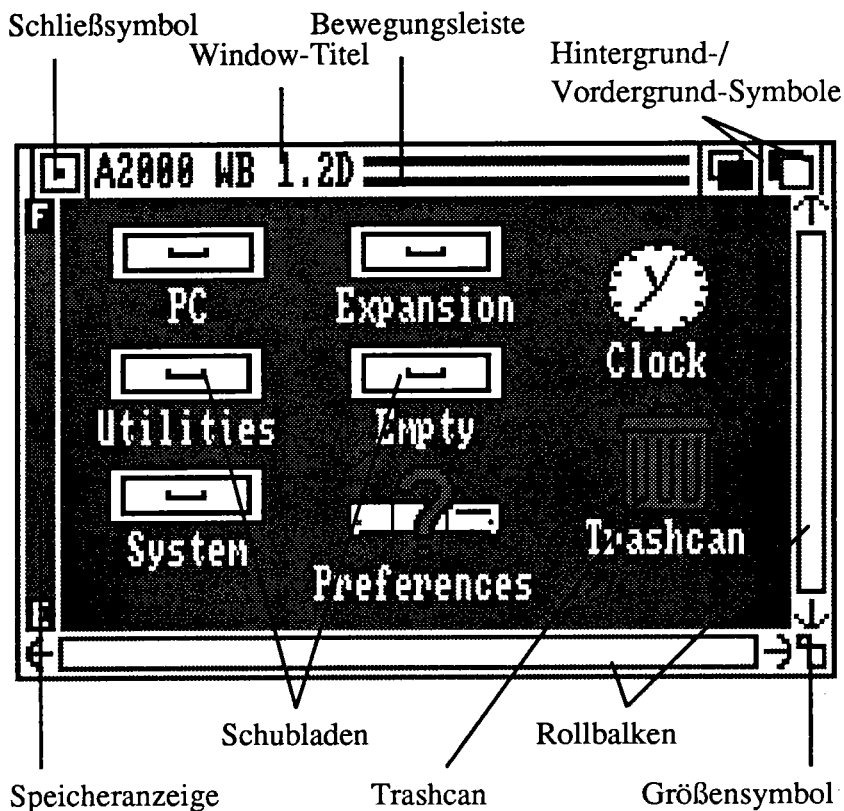 Schließsymbol
Bewegungsleiste
Window-Titel
Hintergrund-/
Vordergrund-Symbole
A2000 WB 1.2D
F
PC
Expansion
Clock
Utilities
Empty
System
Trashcan
Preferences
E
Schubladen
Rollbalken
Speicheranzeige
Trashcan
Größensymbol